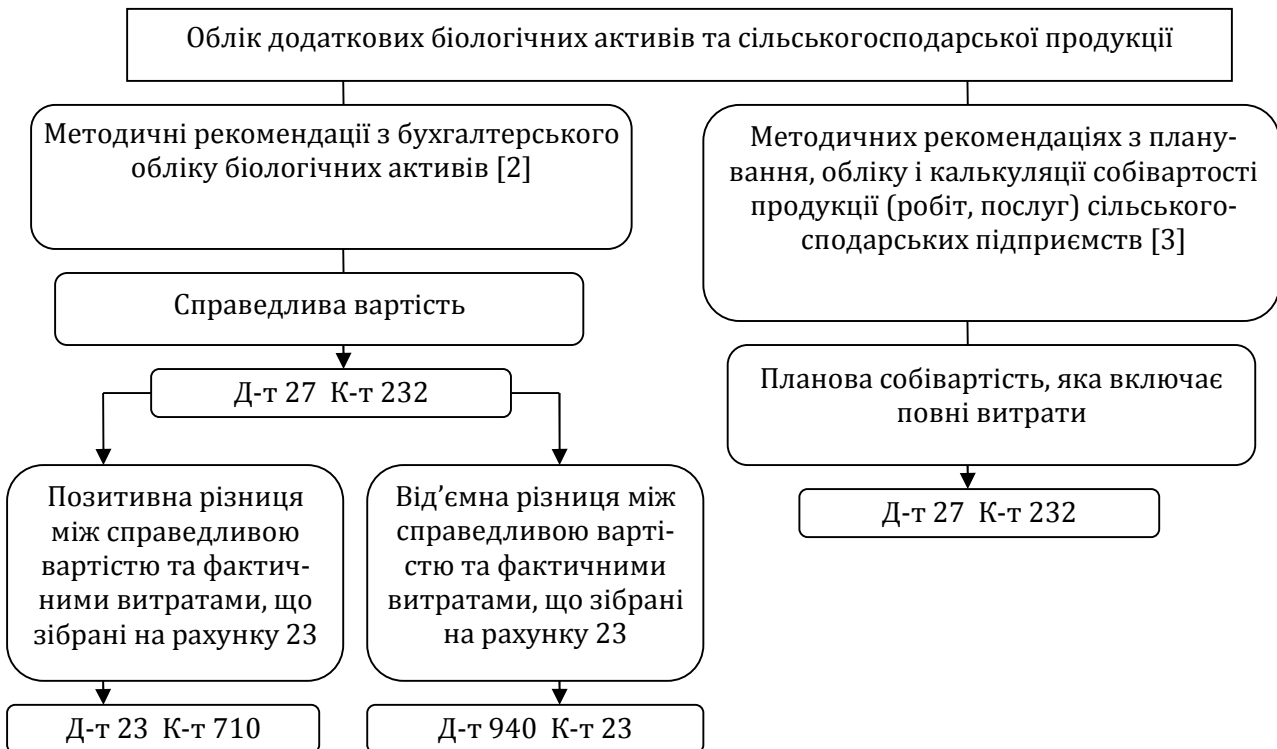 Облік додаткових біологічних активів та сільськогосподарської продукції
Методичні рекомендації з бухгалтерського
обліку біологічних активів [2]
Методичних рекомендаціях з плану-
вання, обліку і калькуляції собівартості
продукції (робіт, послуг) сільського-
сподарських підприємств [3]
Справедлива вартість
Д-т 27 К-т 232
Планова собівартість, яка включає
повні витрати
Д-т 27 К-т 232
Позитивна різниця
між справедливою
вартістю та фактич-
ними витратами, що
зібрані на рахунку 23
Від’ємна різниця між
справедливою варті-
стю та фактичними
витратами, що зібрані
на рахунку 23
Д-т 23 К-т 710
Д-т 940 К-т 23